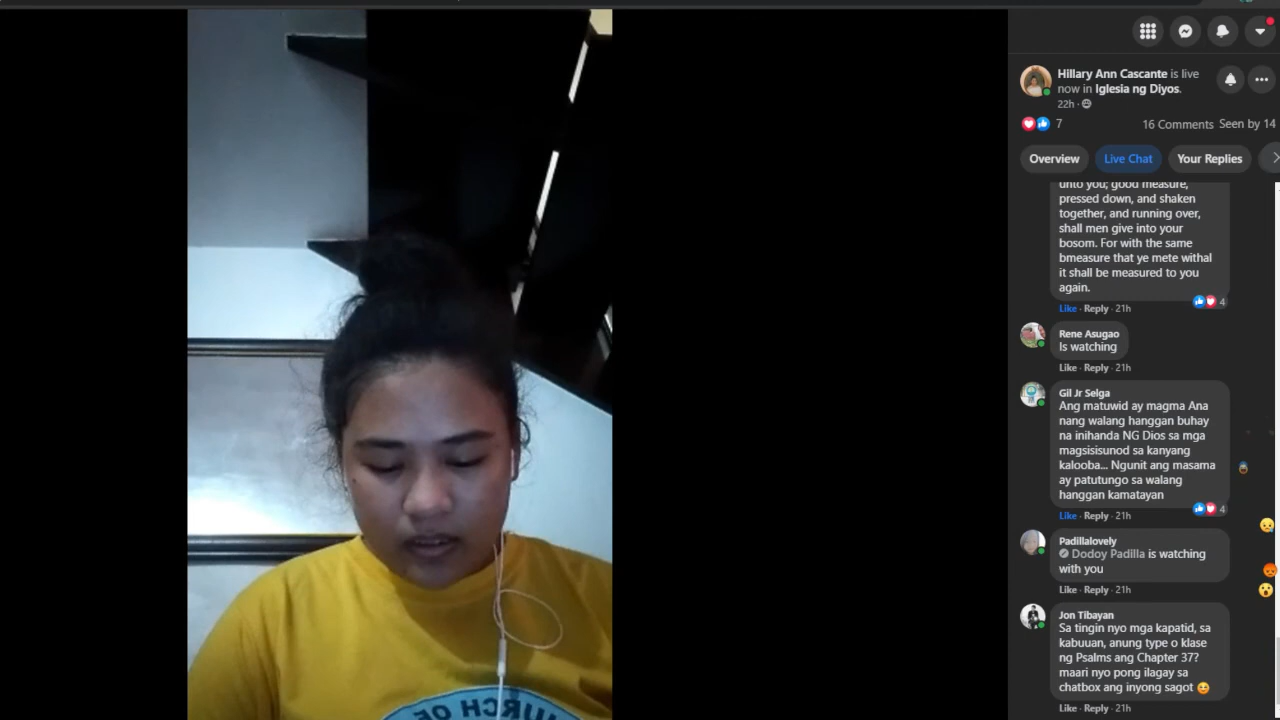 Hillary Ann Cascante is live
now in Iglesia ng Diyos.
22h ·
7
16 Comments Seen by 14
Overview
Live Chat
Your Replies
unto you; good measure,
pressed down, and shaken
together, and running over,
shall men give into your
bosom. For with the same
bmeasure that ye mete withal
it shall be measured to you
again.
4
Like · Reply · 21h
Rene Asugao
Is watching
Like · Reply · 21h
Gil Jr Selga
Ang matuwid ay magma Ana
nang walang hanggan buhay
na inihanda NG Dios sa mga
magsisisunod sa kanyang
kalooba... Ngunit ang masama
ay patutungo sa walang
hanggan kamatayan
4
Like · Reply · 21h
Padillalovely
Dodoy Padilla is watching
with you
Like · Reply · 21h
Jon Tibayan
Sa tingin nyo mga kapatid, sa
kabuuan, anung type o klase
ng Psalms ang Chapter 37?
maari nyo pong ilagay sa
chatbox ang inyong sagot 😊
Like · Reply · 21h
CHURCH OF